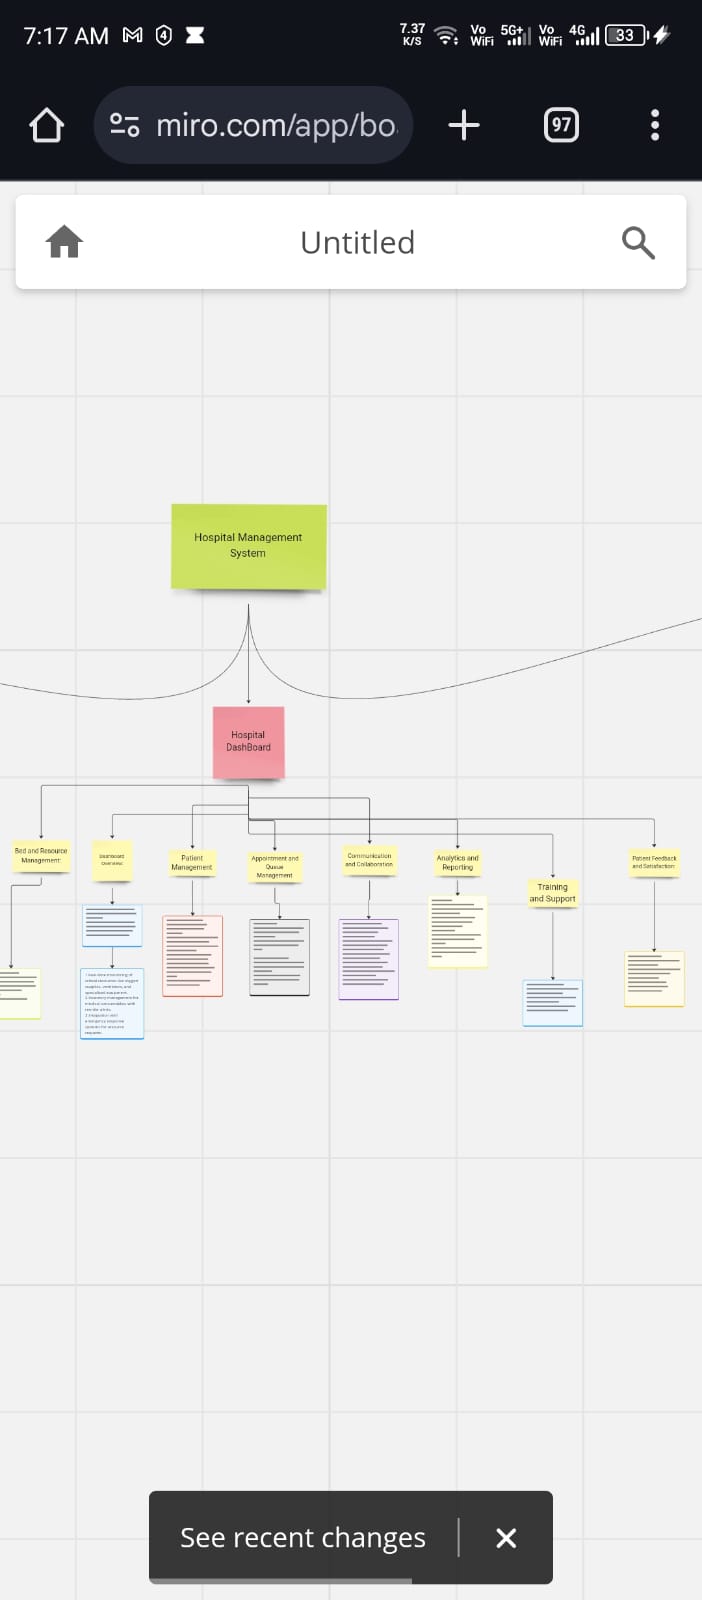 7:17 AM
4
7.37
K/S
Vo
WiFi
5G+
Vo
WiFi
4G
33
miro.com/app/bo
97
Untitled
Hospital Management
System
Hospital
DashBoard
Bed and Resource
Management:
Dashboard
Overview:
Patient
Management
Appointment and
Queue
Management
Communication
and Collaboration
Analytics and
Reporting
Training
and Support
Patient Feedback
and Satisfaction:
See recent changes